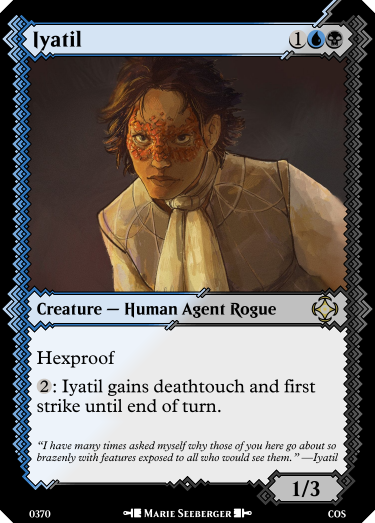 Iyatil 1
Creature — Human Agent Rogue
Hexproof
2: Iyatil gains deathtouch and first
strike until end of turn.
“I have many times asked myself why those of you here go about so
brazenly with features exposed to all who would see them.” —Iyatil
1/3
0370 MARIE SEEBERGER COS